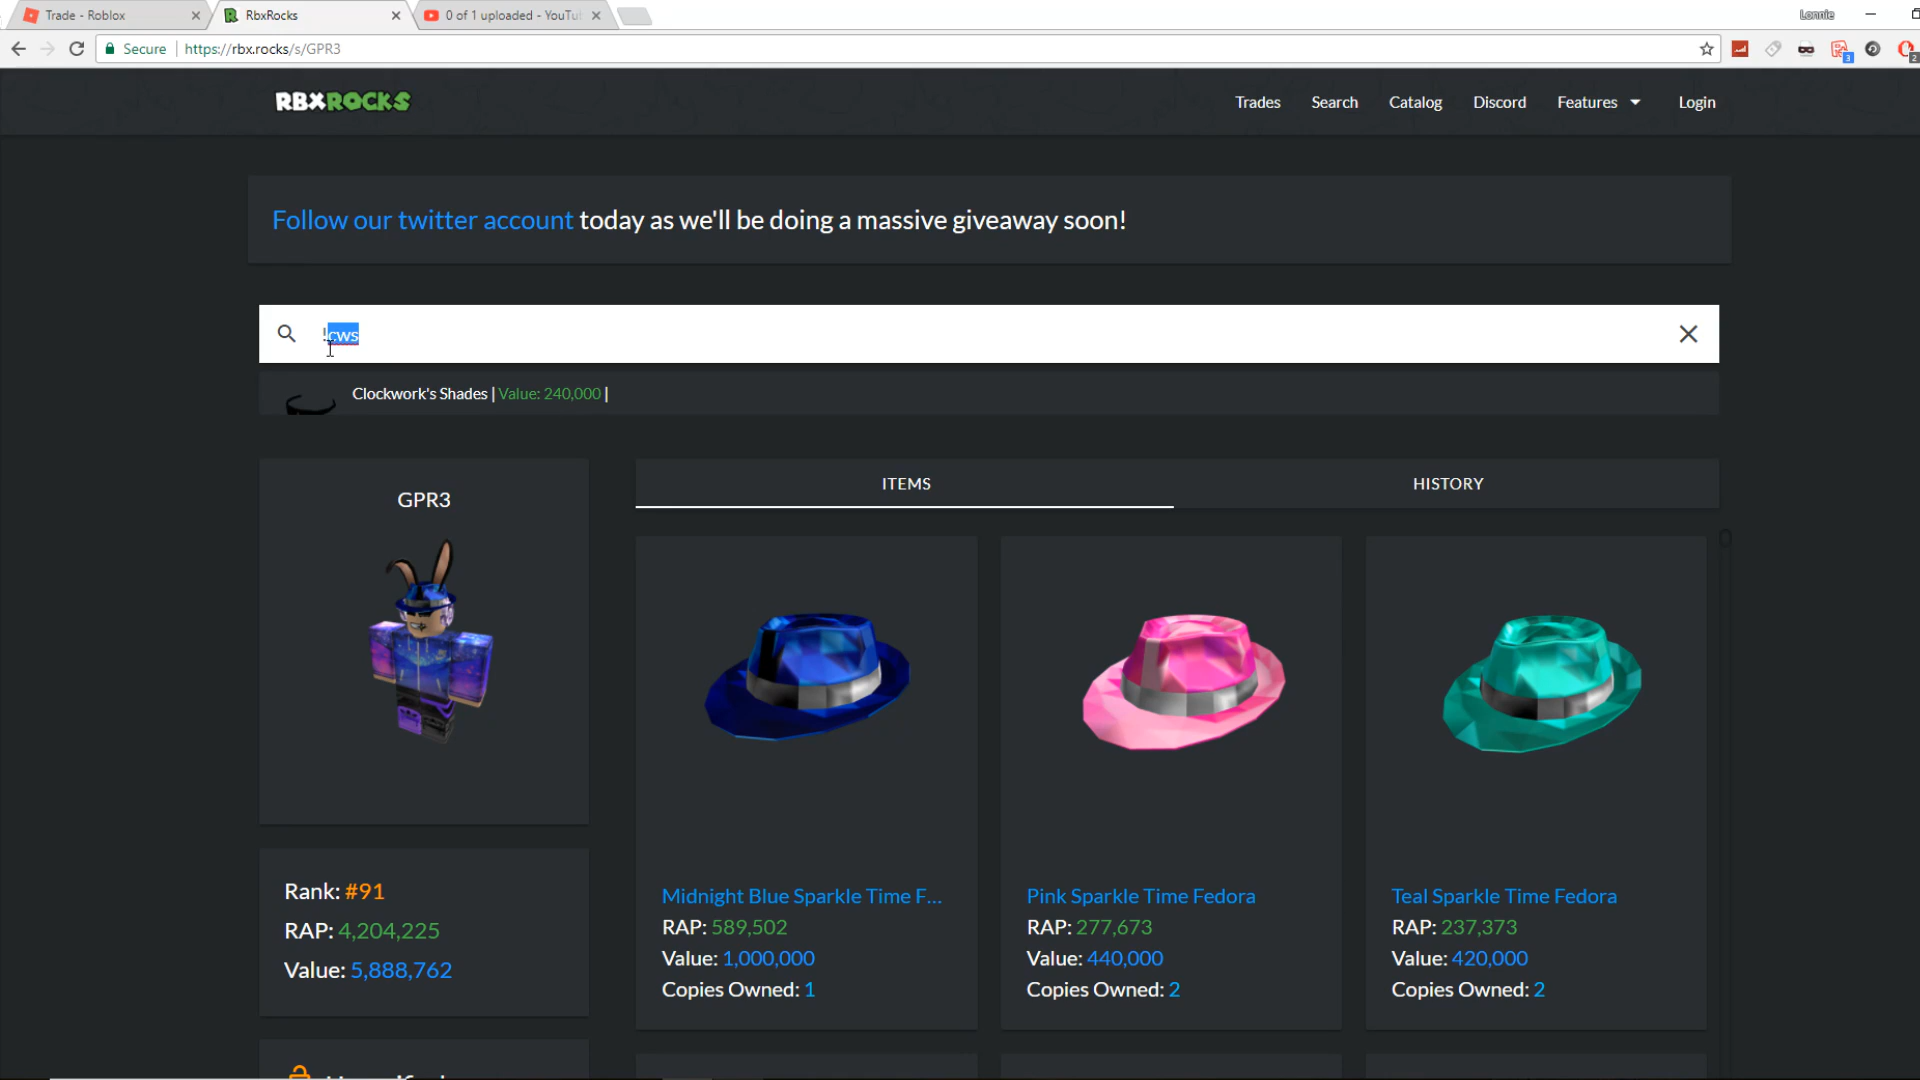 Trade - Roblox
RbxRocks
0 of 1 uploaded - YouTu
Lonnie
Secure
https://rbx.rocks/s/GPR3
3
2
RBXROCKS
Trades
Search
Catalog
Discord
Features
Login
Follow our twitter account today as we'll be doing a massive giveaway soon!
!cws
Clockwork's Shades | Value: 240,000 |
GPR3
ITEMS
HISTORY
Rank: #91
RAP: 4,204,225
Value: 5,888,762
Midnight Blue Sparkle Time F...
RAP: 589,502
Value: 1,000,000
Copies Owned: 1
Pink Sparkle Time Fedora
RAP: 277,673
Value: 440,000
Copies Owned: 2
Teal Sparkle Time Fedora
RAP: 237,373
Value: 420,000
Copies Owned: 2